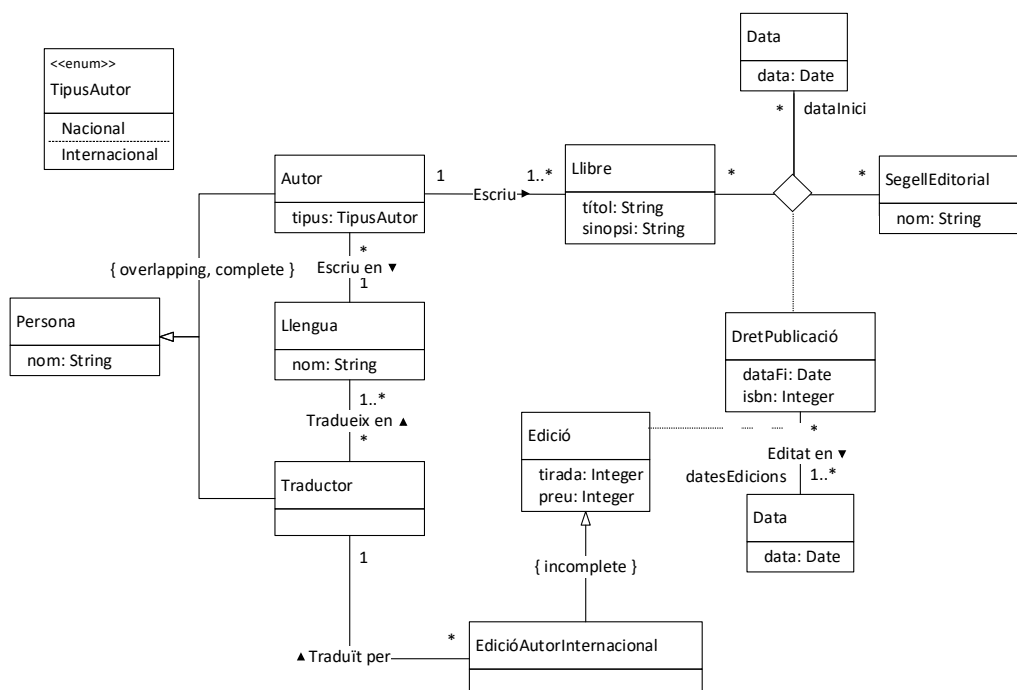 <<enum>>
TipusAutor
Nacional
Internacional
Data
data: Date
* dataInici
Autor
tipus: TipusAutor
1
Escriu
1..*
Llibre
títol: String
sinopsi: String
*
*
SegellEditorial
nom: String
{ overlapping, complete }
*
Escriu en ▼
1
Persona
nom: String
Llengua
nom: String
1..*
Tradueix en ▲
*
Traductor
1
DretPublicació
dataFi: Date
isbn: Integer
*
Editat en ▼
datesEdicions 1..*
Edició
tirada: Integer
preu: Integer
Data
data: Date
{ incomplete }
▲ Traduït per
*
EdicióAutorInternacional